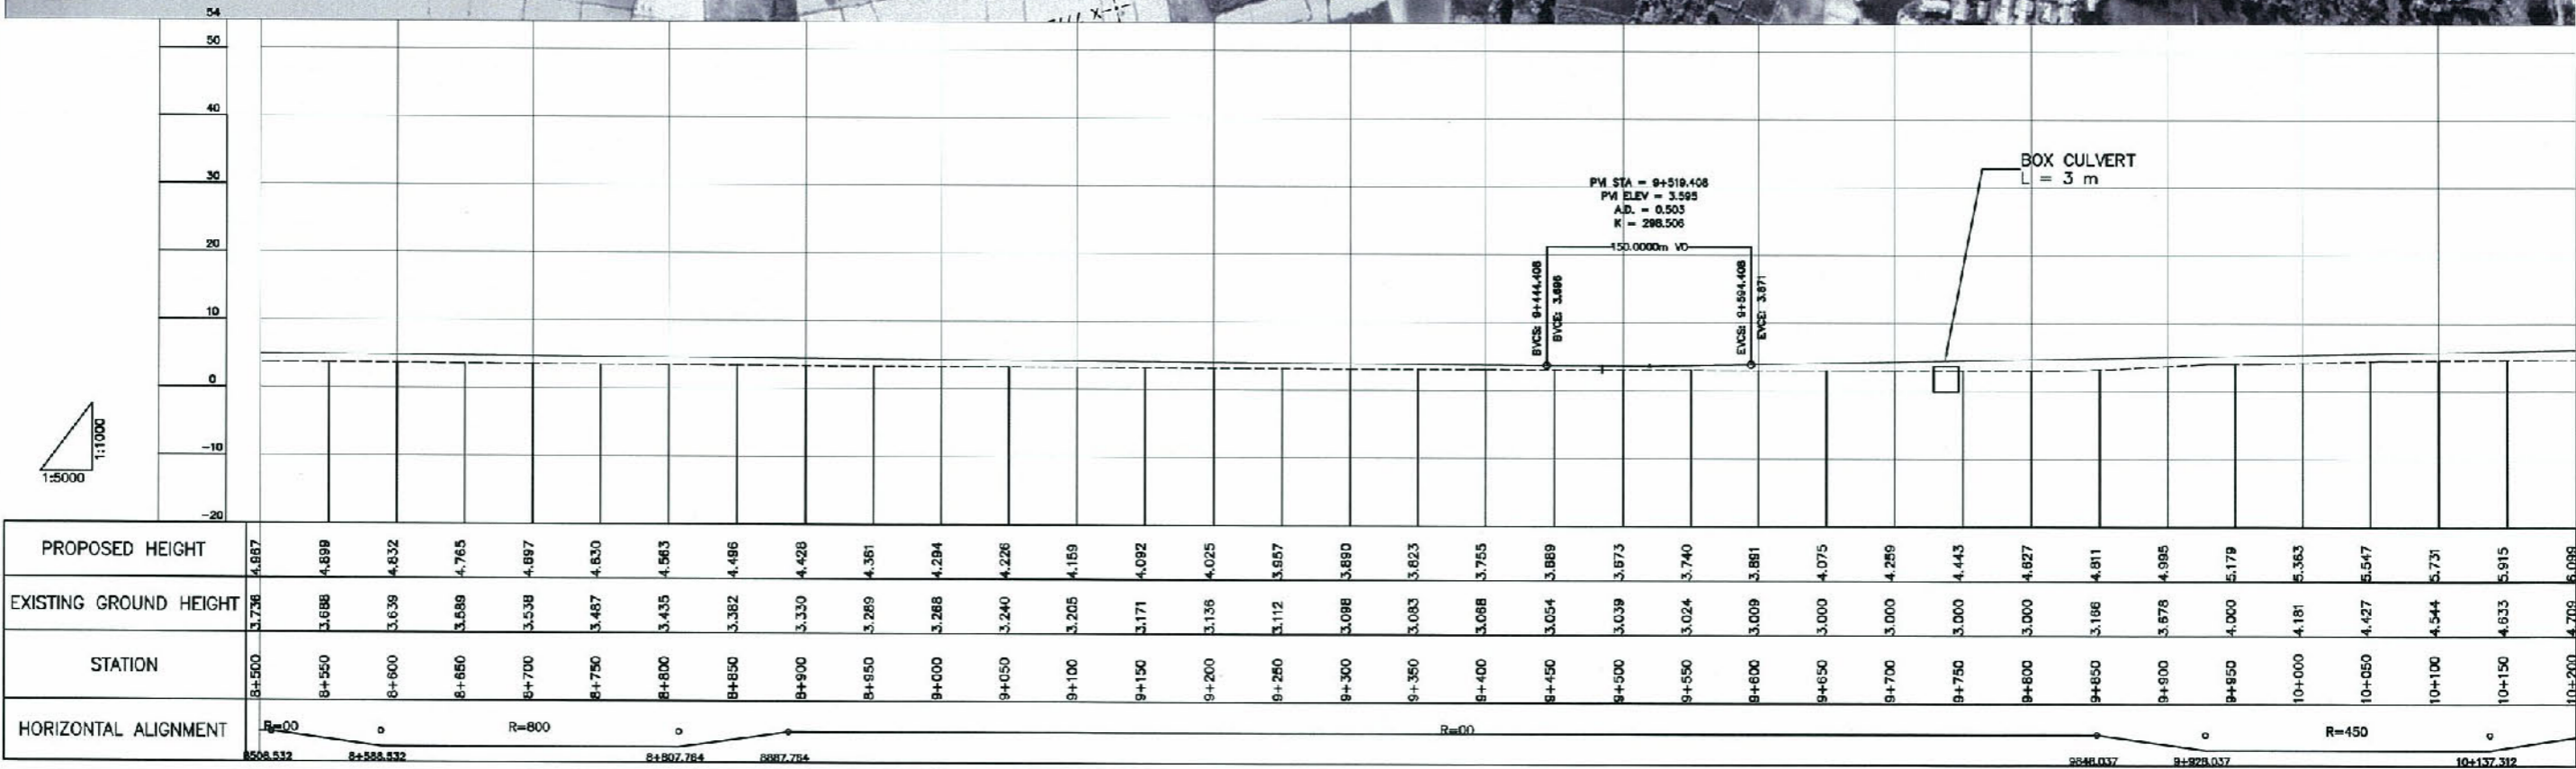 54
50
40
30
20
10
0
-10
-20
1:1000
1:5000
PVI STA = 9+519.408
PVI ELEV = 3.595
A.D. = 0.503
K = 298.506
150.0000m VC
BVCS: 9+444.408
BVCE: 3.696
EVCS: 9+594.408
EVCE: 3.871
BOX CULVERT
L = 3 m
PROPOSED HEIGHT 4.967 4.899 4.832 4.765 4.697 4.630 4.563 4.496 4.428 4.361 4.294 4.226 4.159 4.092 4.025 3.957 3.890 3.823 3.755 3.689 3.673 3.740 3.891 4.075 4.259 4.443 4.627 4.811 4.995 5.179 5.363 5.547 5.731 5.915 6.099
EXISTING GROUND HEIGHT 3.736 3.688 3.639 3.589 3.538 3.487 3.435 3.382 3.330 3.289 3.268 3.240 3.205 3.171 3.136 3.112 3.098 3.083 3.068 3.054 3.039 3.024 3.009 3.000 3.000 3.000 3.000 3.166 3.678 4.000 4.181 4.427 4.544 4.633 4.709
STATION 8+500 8+550 8+600 8+650 8+700 8+750 8+800 8+850 8+900 8+950 9+000 9+050 9+100 9+150 9+200 9+250 9+300 9+350 9+400 9+450 9+500 9+550 9+600 9+650 9+700 9+750 9+800 9+850 9+900 9+950 10+000 10+050 10+100 10+150 10+200
HORIZONTAL ALIGNMENT R=00 R=800 R=00 R=450
8508.532 8+588.532 8+807.764 8887.764 9848.037 9+928.037 10+137.312